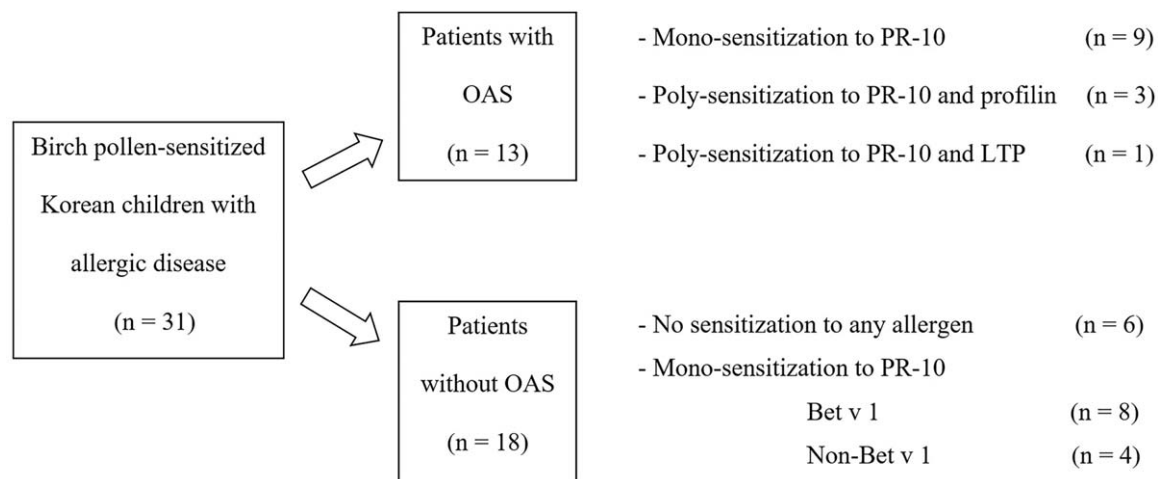 Birch pollen-sensitized
Korean children with
allergic disease
(n = 31)
Patients with
OAS
(n = 13)
- Mono-sensitization to PR-10 (n = 9)
- Poly-sensitization to PR-10 and profilin (n = 3)
- Poly-sensitization to PR-10 and LTP (n = 1)
Patients
without OAS
(n = 18)
- No sensitization to any allergen (n = 6)
- Mono-sensitization to PR-10
Bet v 1 (n = 8)
Non-Bet v 1 (n = 4)